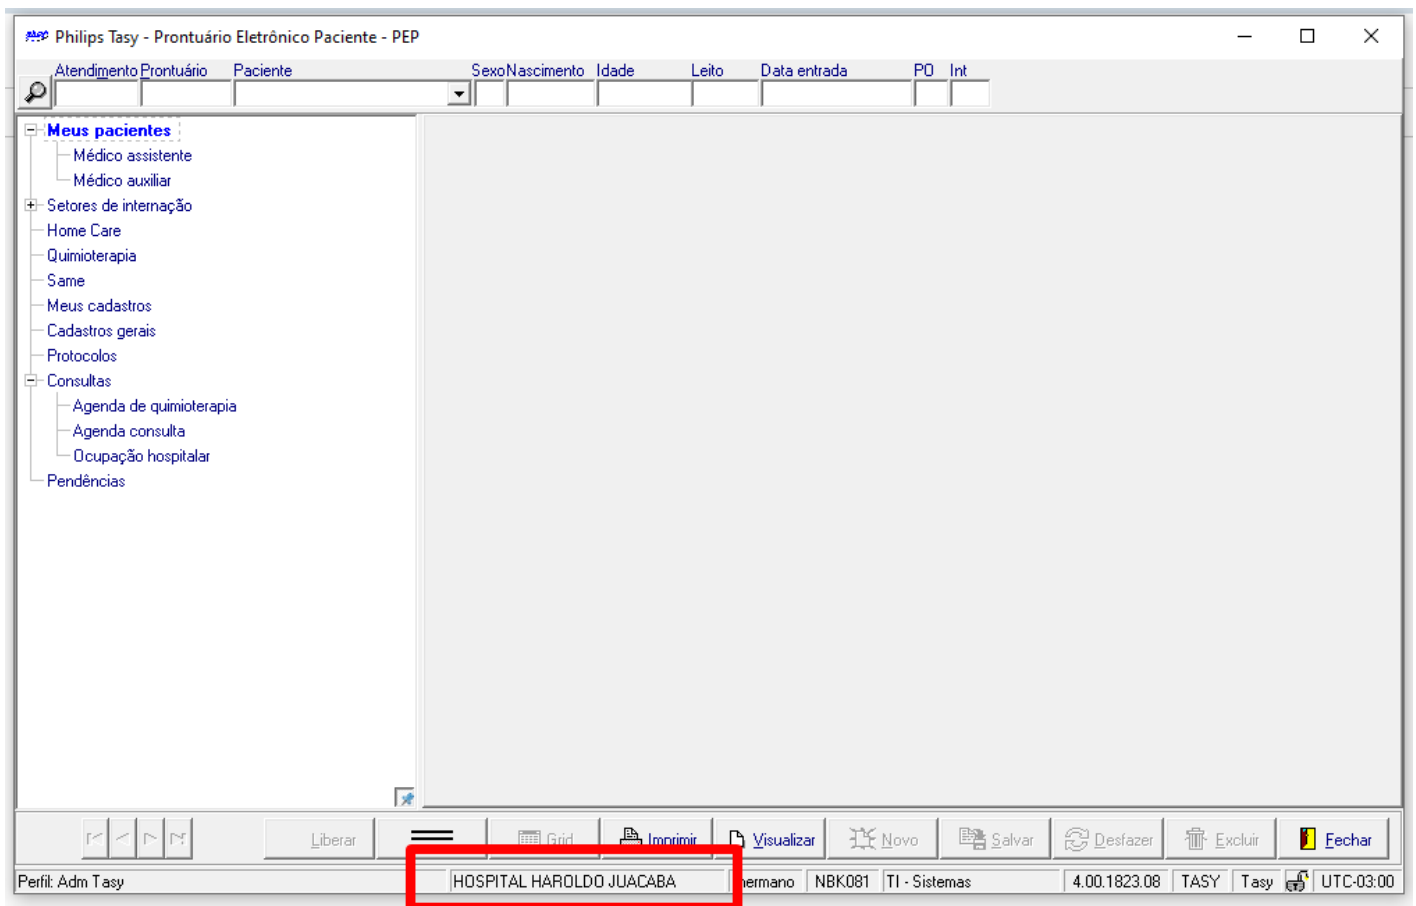 Philips Tasy - Prontuário Eletrônico Paciente - PEP
Atendimento Prontuário Paciente Sexo Nascimento Idade Leito Data entrada PO Int
Meus pacientes
Médico assistente
Médico auxiliar
Setores de internação
Home Care
Quimioterapia
Same
Meus cadastros
Cadastros gerais
Protocolos
Consultas
Agenda de quimioterapia
Agenda consulta
Ocupação hospitalar
Pendências
Liberar Grid Imprimir Visualizar Novo Salvar Desfazer Excluir Fechar
Perfil: Adm Tasy HOSPITAL HAROLDO JUACABA hermano NBK081 TI - Sistemas 4.00.1823.08 TASY Tasy UTC-03:00